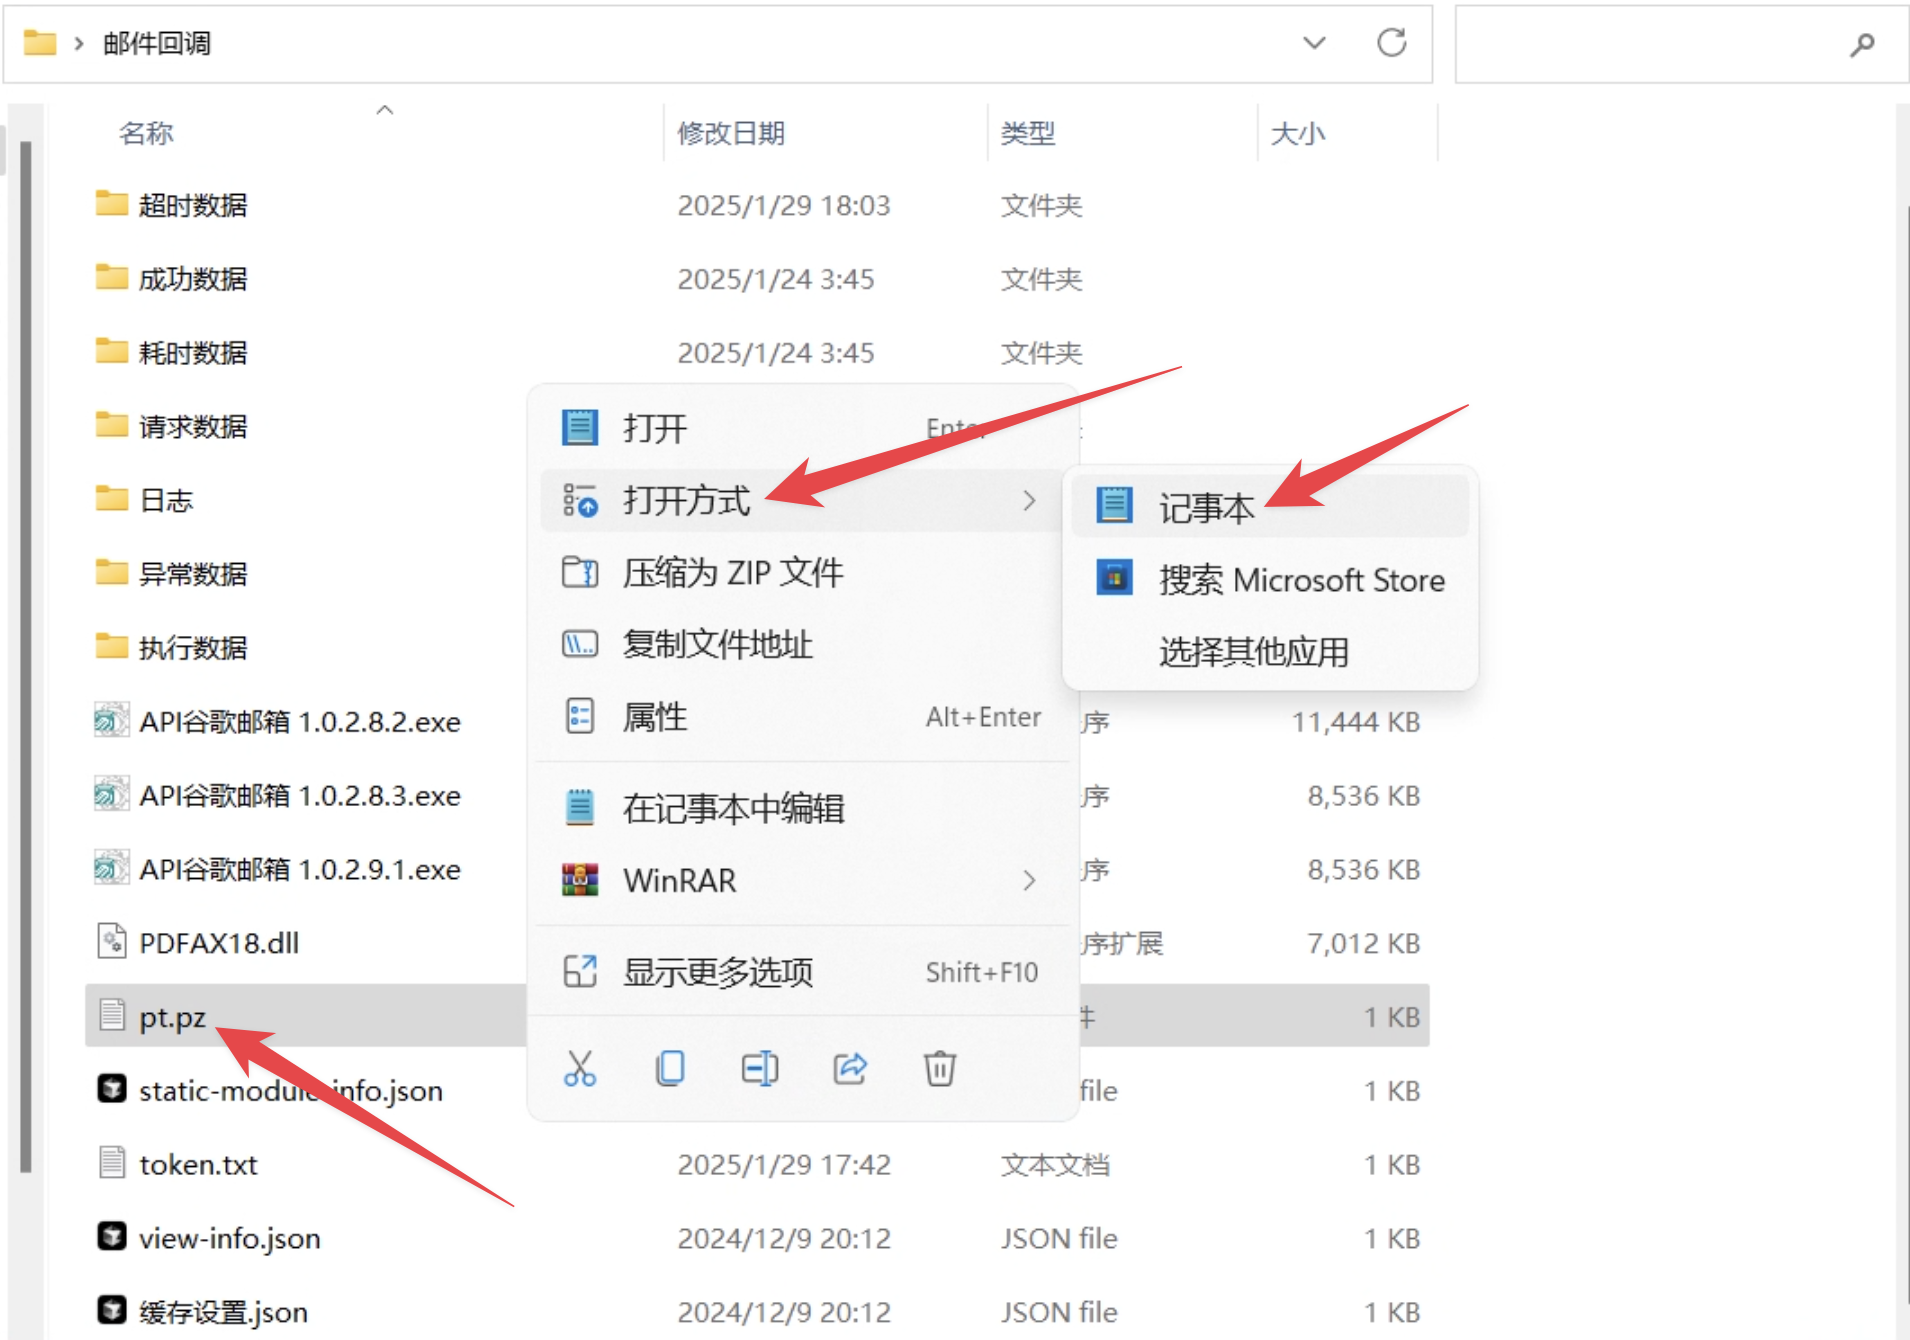 邮件回调
名称 修改日期 类型 大小
超时数据 2025/1/29 18:03 文件夹
成功数据 2025/1/24 3:45 文件夹
耗时数据 2025/1/24 3:45 文件夹
请求数据
日志
异常数据
执行数据
API谷歌邮箱 1.0.2.8.2.exe 序 11,444 KB
API谷歌邮箱 1.0.2.8.3.exe 序 8,536 KB
API谷歌邮箱 1.0.2.9.1.exe 序 8,536 KB
PDFAX18.dll 序扩展 7,012 KB
pt.pz 件 1 KB
static-module-info.json file 1 KB
token.txt 2025/1/29 17:42 文本文档 1 KB
view-info.json 2024/12/9 20:12 JSON file 1 KB
缓存设置.json 2024/12/9 20:12 JSON file 1 KB
打开 Enter
打开方式
压缩为 ZIP 文件
复制文件地址
属性 Alt+Enter
在记事本中编辑
WinRAR
显示更多选项 Shift+F10
记事本
搜索 Microsoft Store
选择其他应用